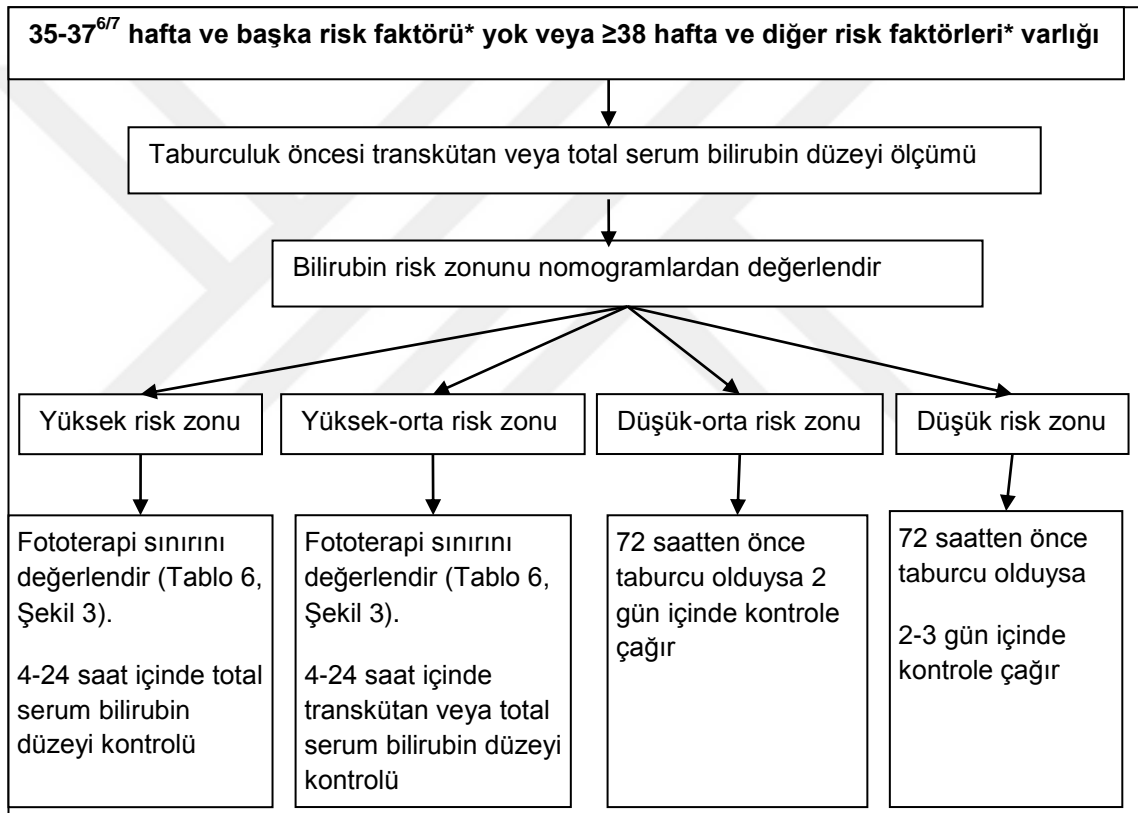 35-37⁶/⁷ hafta ve başka risk faktörü* yok veya ≥38 hafta ve diğer risk faktörleri* varlığı
Taburculuk öncesi transkütan veya total serum bilirubin düzeyi ölçümü
Bilirubin risk zonunu nomogramlardan değerlendir
Yüksek risk zonu
Yüksek-orta risk zonu
Düşük-orta risk zonu
Düşük risk zonu
Fototerapi sınırını
değerlendir (Tablo 6,
Şekil 3).
4-24 saat içinde total
serum bilirubin
düzeyi kontrolü
Fototerapi sınırını
değerlendir (Tablo 6,
Şekil 3).
4-24 saat içinde
transkütan veya total
serum bilirubin düzeyi
kontrolü
72 saatten önce
taburcu olduysa 2
gün içinde kontrole
çağır
72 saatten önce
taburcu olduysa
2-3 gün içinde
kontrole çağır